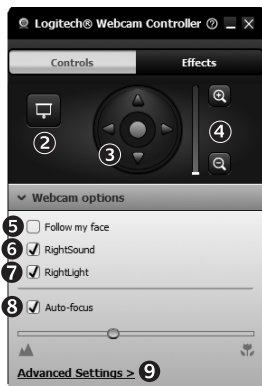 Logitech® Webcam Controller
Controls Effects
2
3
4
Webcam options
5 Follow my face
6 RightSound
7 RightLight
8 Auto-focus
Advanced Settings > 9